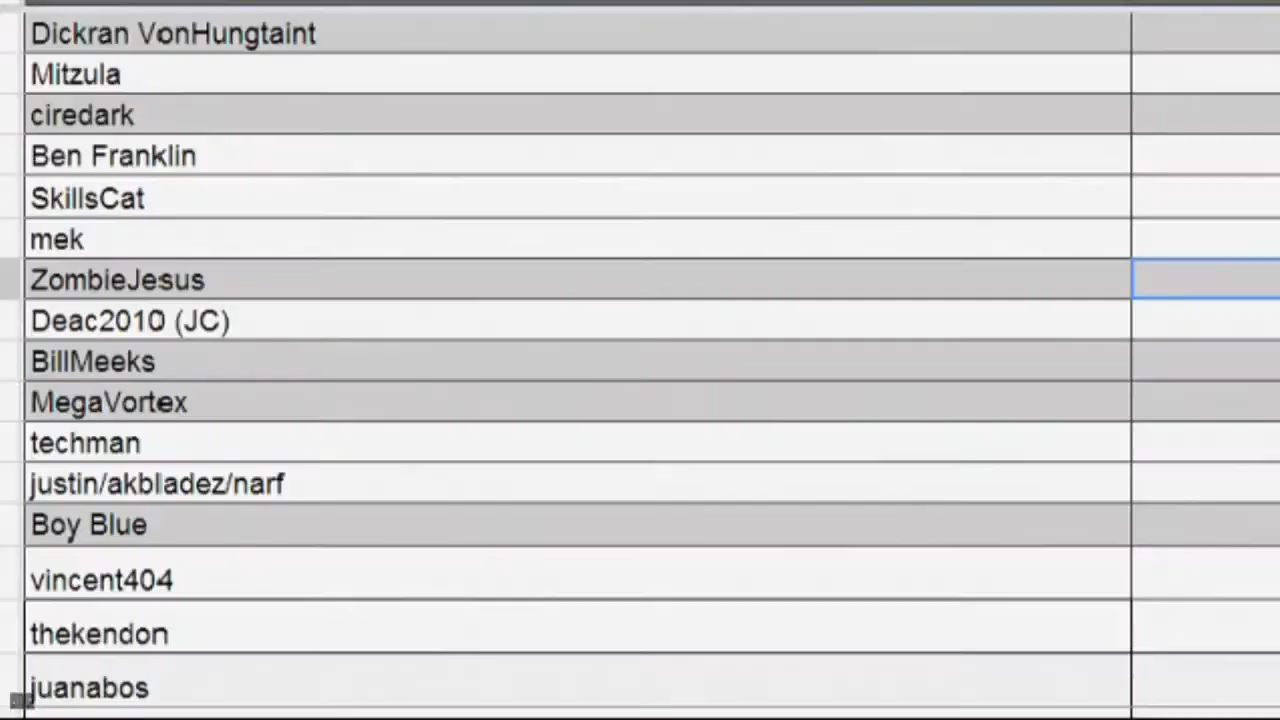 Dickran VonHungtaint
Mitzula
ciredark
Ben Franklin
SkillsCat
mek
ZombieJesus
Deac2010 (JC)
BillMeeks
MegaVortex
techman
justin/akbladez/narf
Boy Blue
vincent404
thekendon
juanabos